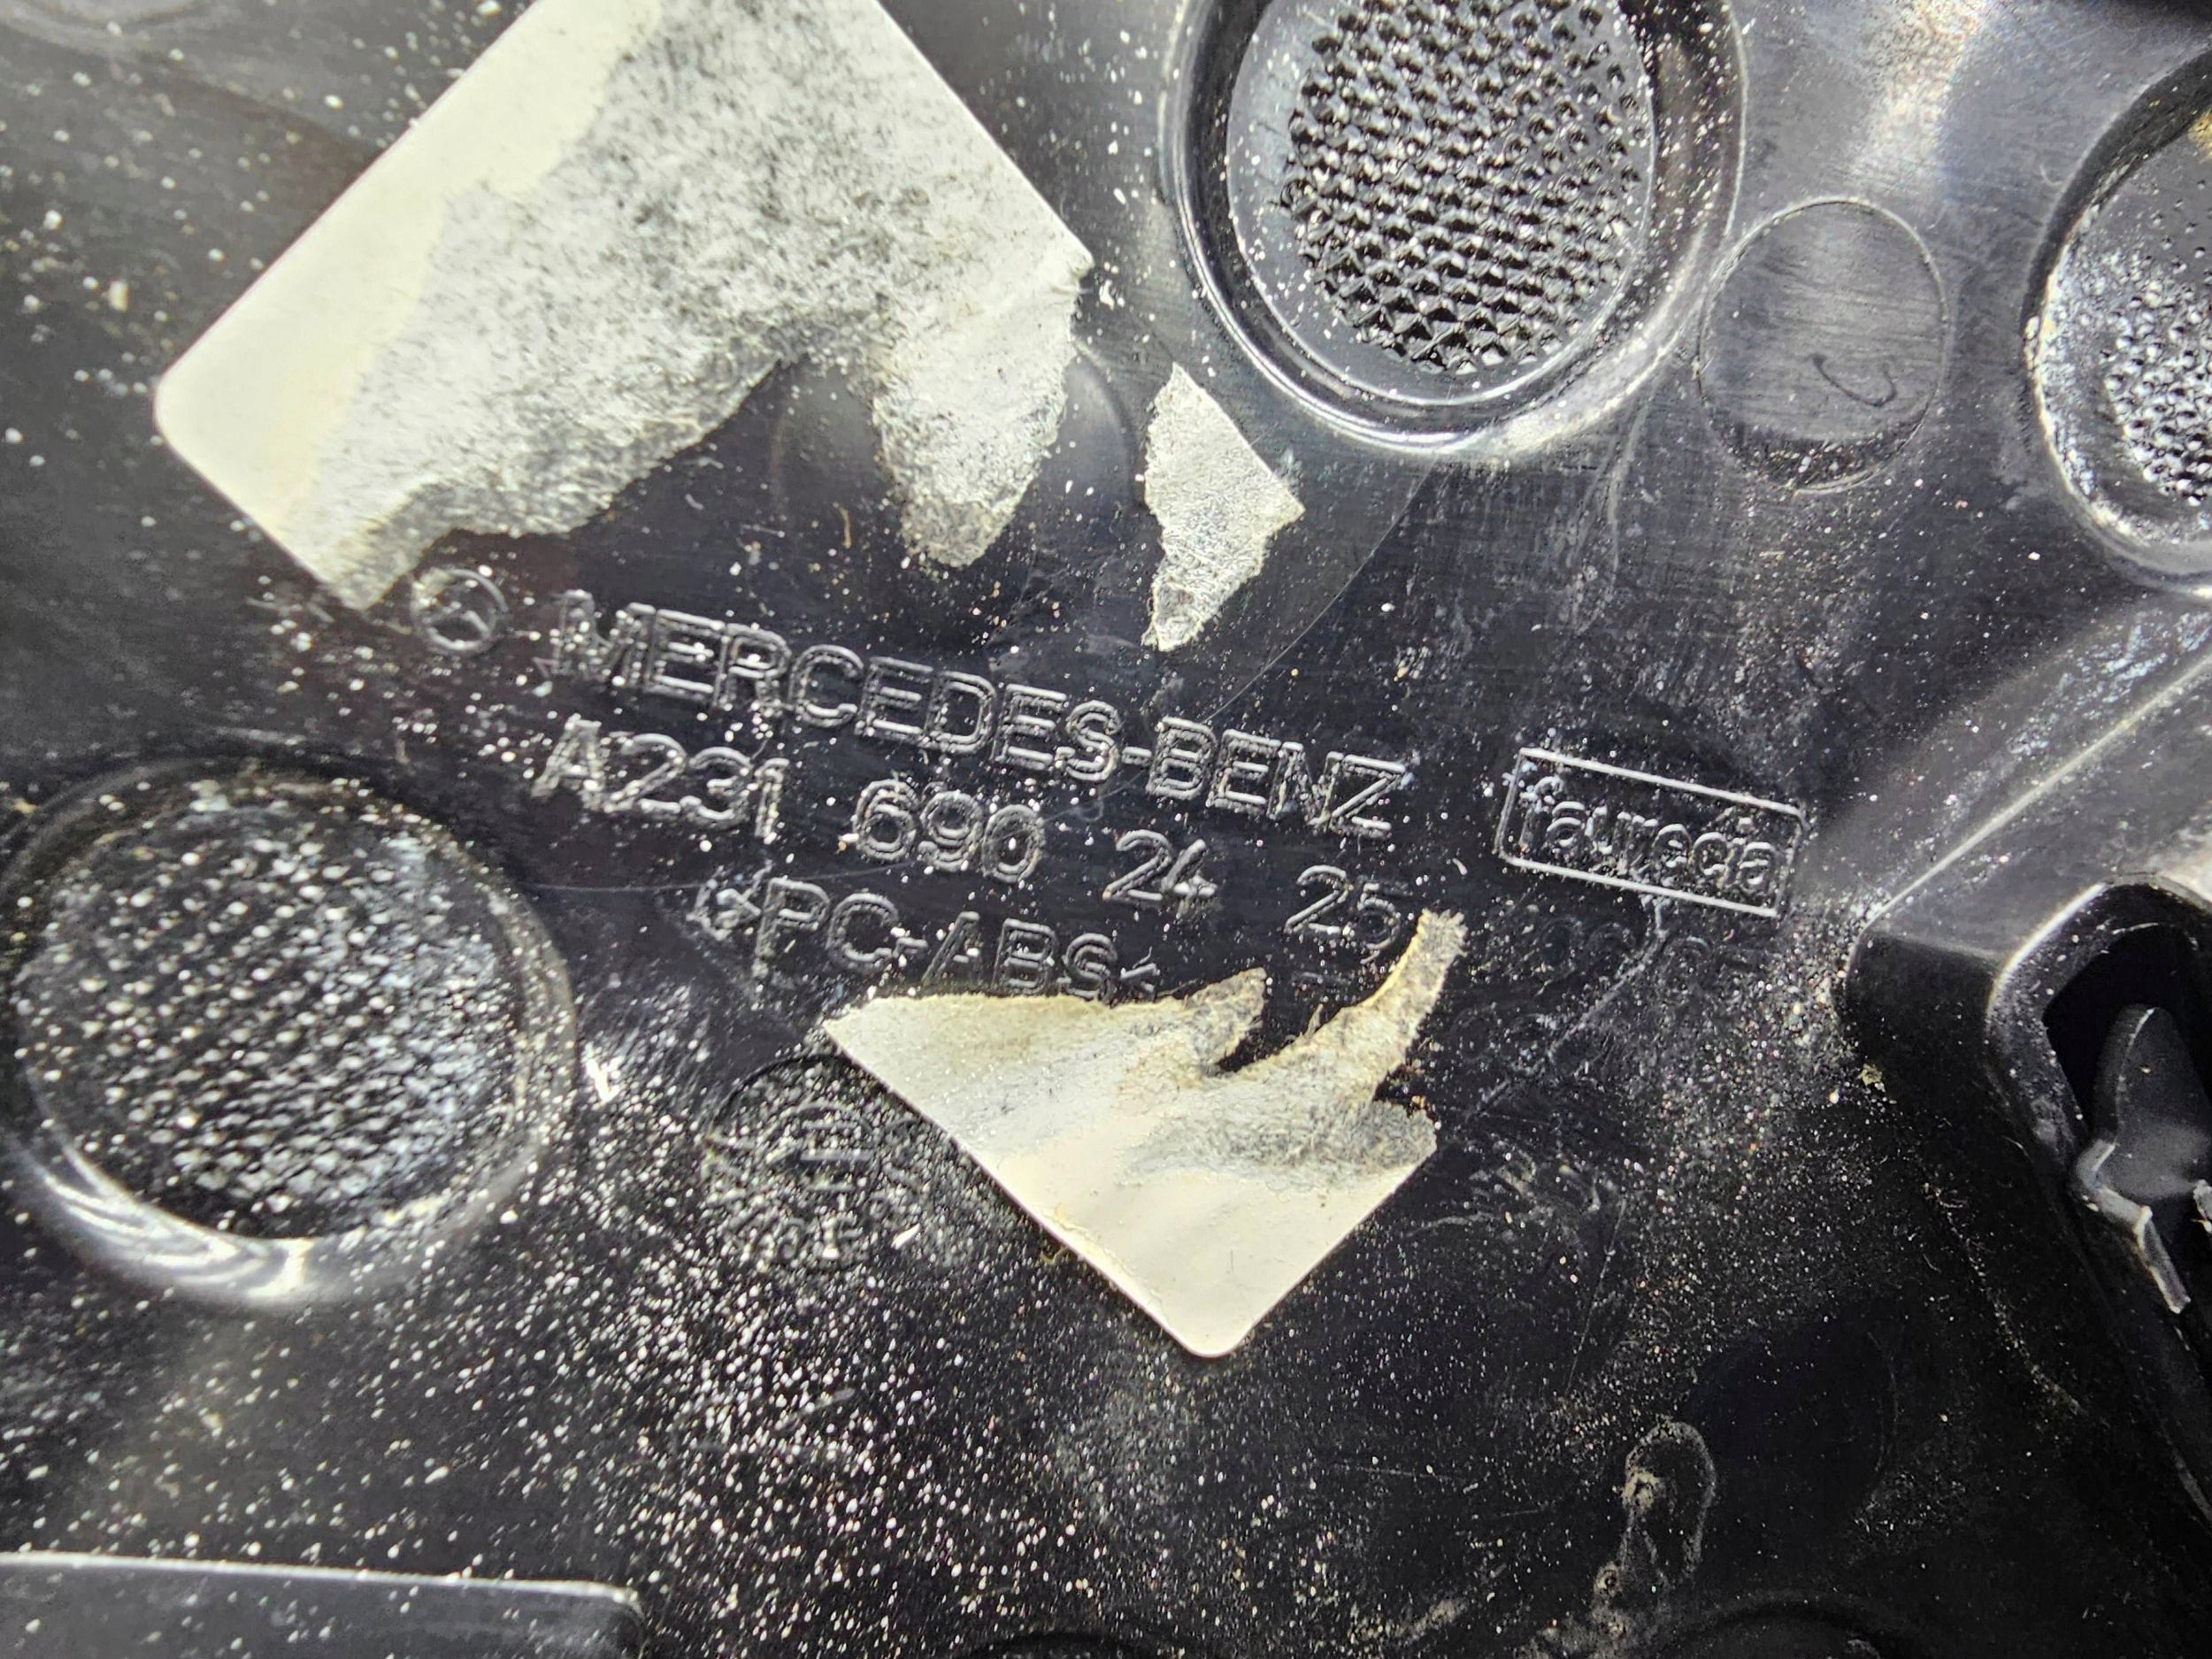 MERCEDES-BENZ
A231 690 24 25
faurecia
>PC-ABS<